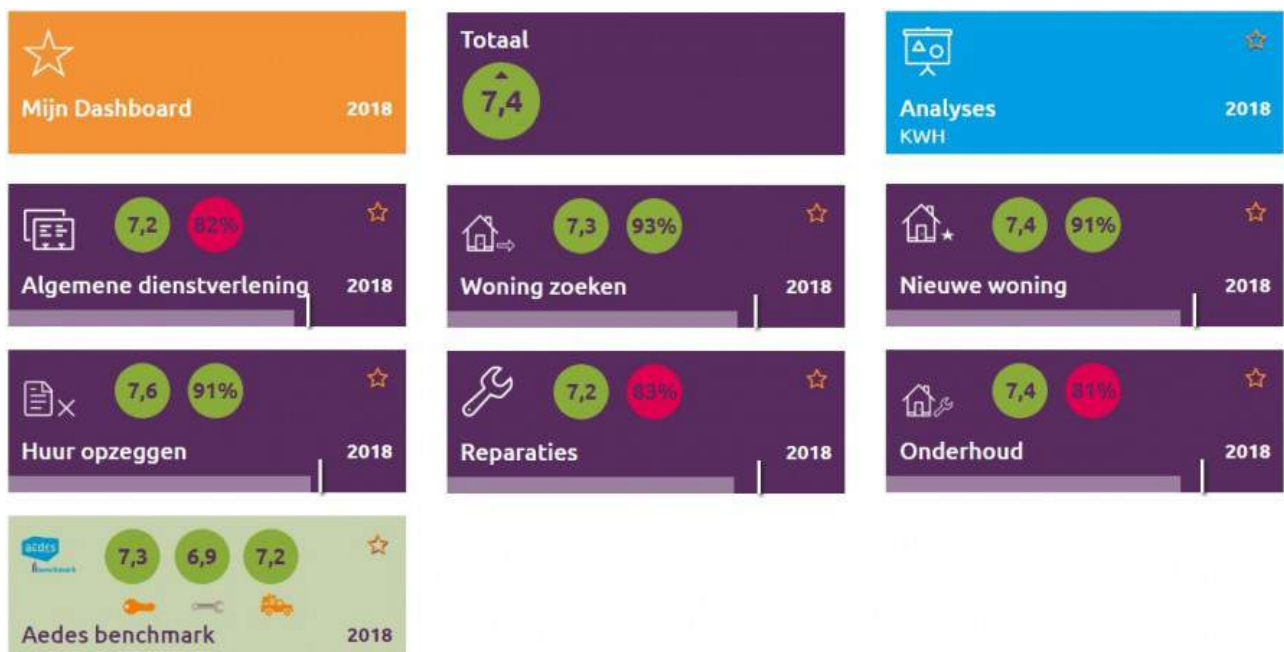 Mijn Dashboard 2018
Totaal
7,4
Analyses 2018
KWH
7,2 82%
Algemene dienstverlening 2018
7,3 93%
Woning zoeken 2018
7,4 91%
Nieuwe woning 2018
7,6 91%
Huur opzeggen 2018
7,2 83%
Reparaties 2018
7,4 81%
Onderhoud 2018
aedes
benchmark
7,3 6,9 7,2
Aedes benchmark 2018